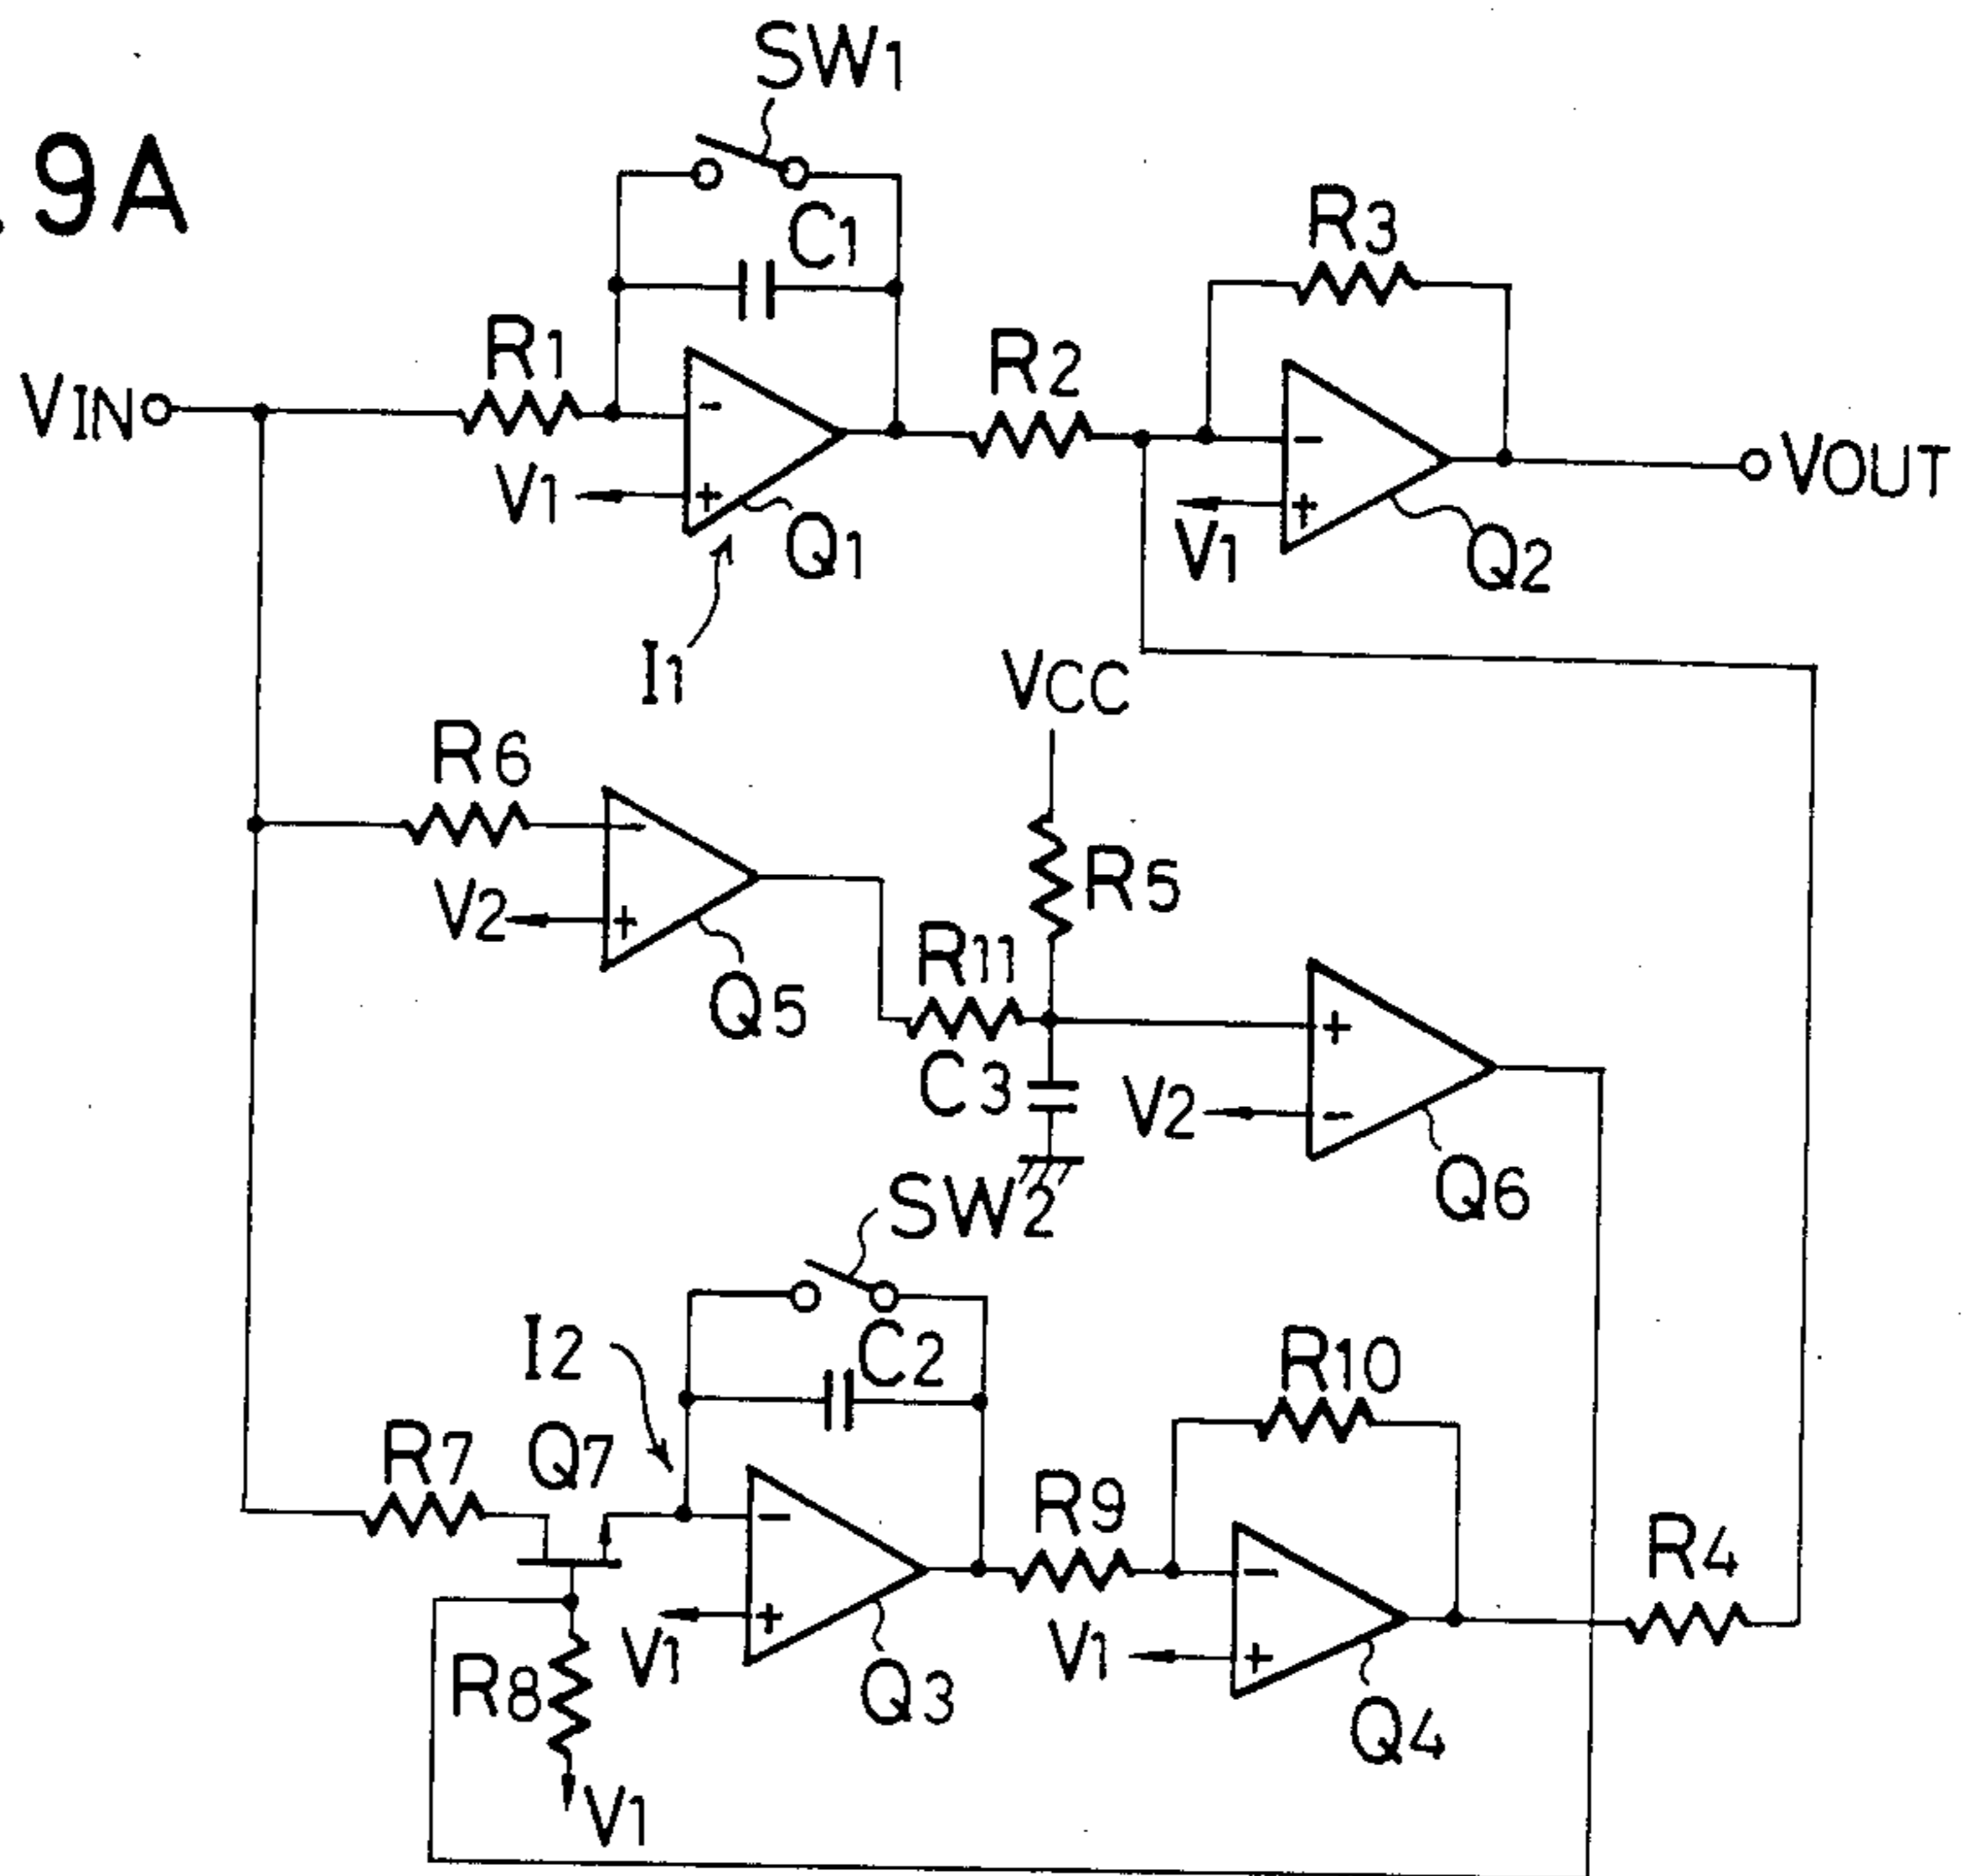 . 9A
SW1
C1
R3
R1
R2
VIN
-
-
VOUT
V1
+
+
Q1
V1
Q2
I1
VCC
R6
-
R5
V2
+
R11
Q5
+
C3
V2
-
Q6
SW2
I2
C2
R10
R7
Q7
R9
R4
-
-
V1
+
V1
+
R8
Q3
Q4
V1